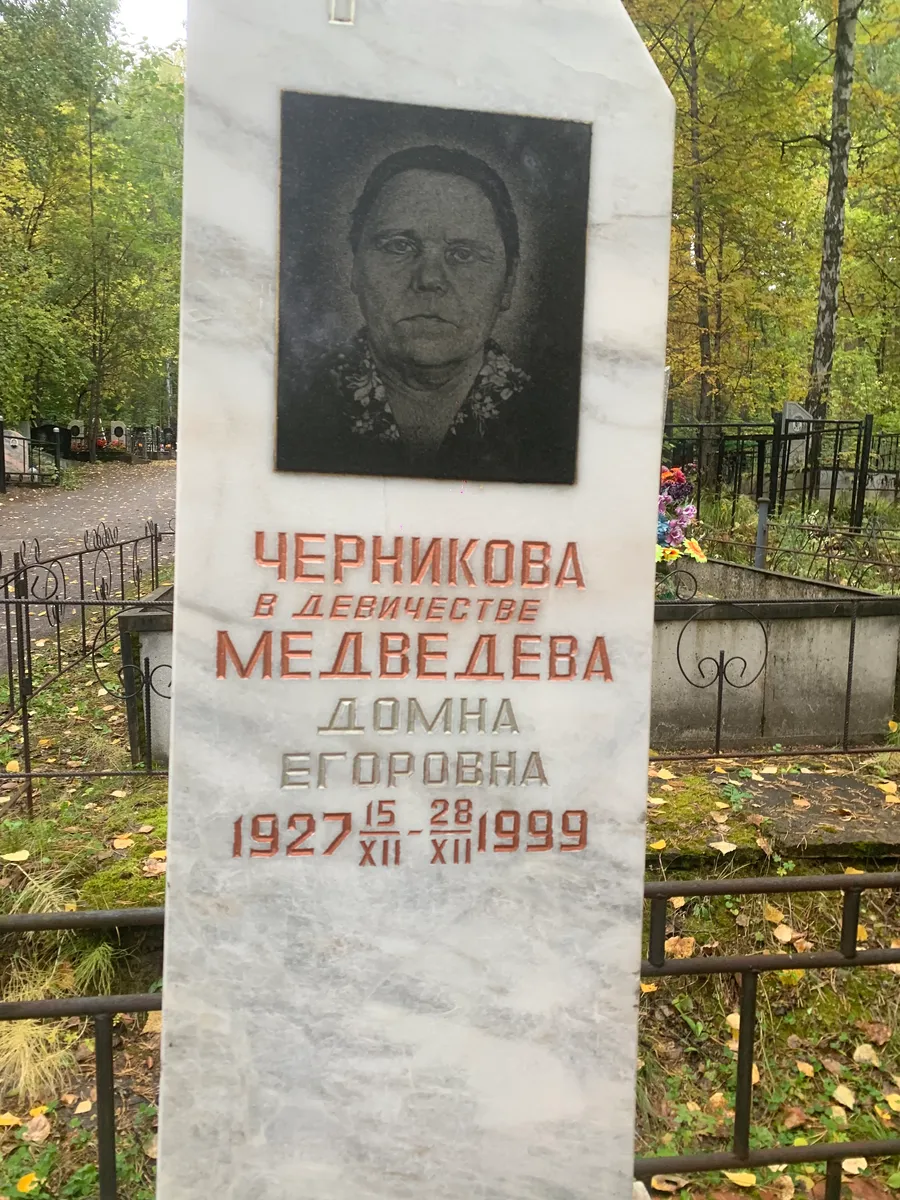 ЧЕРНИКОВА
В ДЕВИЧЕСТВЕ
МЕДВЕДЕВА
ДОМНА
ЕГОРОВНА
1927 15/XII - 28/XII 1999